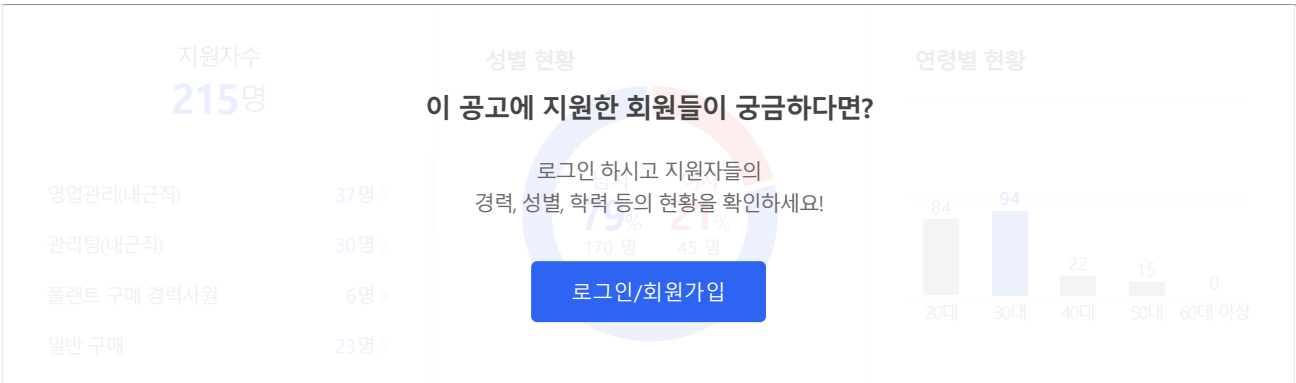 지원자수
215명
영업관리(내근직) 37명 >
관리팀(내근직) 30명 >
플랜트 구매 경력사원 6명 >
일반 구매 23명 >
성별 현황
이 공고에 지원한 회원들이 궁금하다면?
로그인 하시고 지원자들의
경력, 성별, 학력 등의 현황을 확인하세요!
79% 21%
170 명 45 명
로그인/회원가입
연령별 현황
84 94 22 15 0
20대 30대 40대 50대 60대 이상